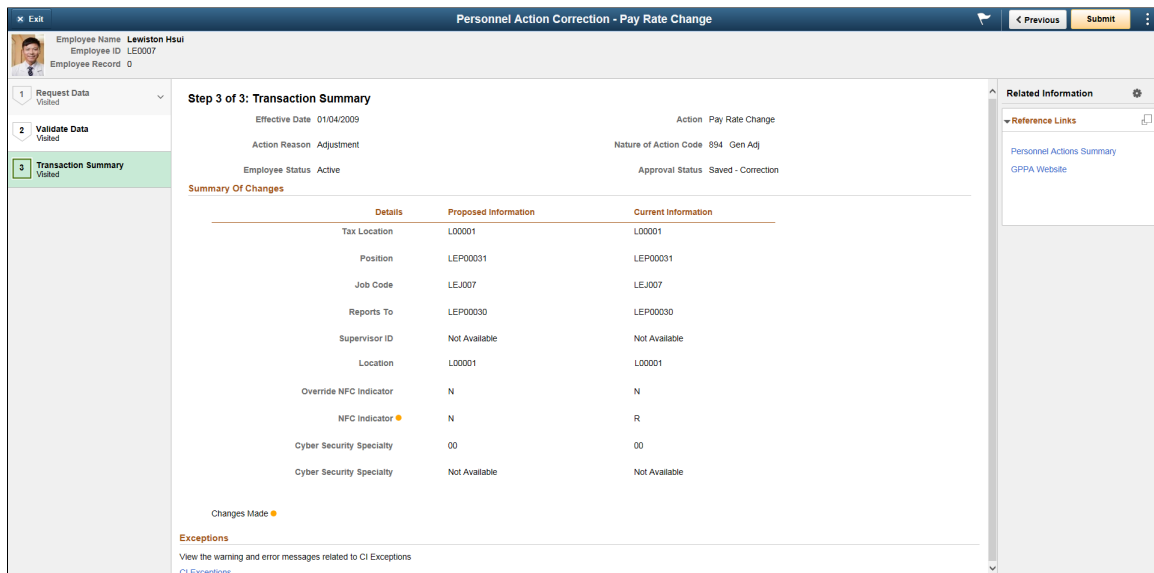 × Exit
Personnel Action Correction - Pay Rate Change
< Previous
Submit
Employee Name Lewiston Hsui
Employee ID LE0007
Employee Record 0
1 Request Data
Visited
2 Validate Data
Visited
3 Transaction Summary
Visited
Step 3 of 3: Transaction Summary
Effective Date 01/04/2009 Action Pay Rate Change
Action Reason Adjustment Nature of Action Code 894 Gen Adj
Employee Status Active Approval Status Saved - Correction
Summary Of Changes
Details Proposed Information Current Information
Tax Location L00001 L00001
Position LEP00031 LEP00031
Job Code LEJ007 LEJ007
Reports To LEP00030 LEP00030
Supervisor ID Not Available Not Available
Location L00001 L00001
Override NFC Indicator N N
NFC Indicator N R
Cyber Security Specialty 00 00
Cyber Security Specialty Not Available Not Available
Changes Made
Exceptions
View the warning and error messages related to CI Exceptions
CI Exceptions
Related Information
Reference Links
Personnel Actions Summary
GPPA Website